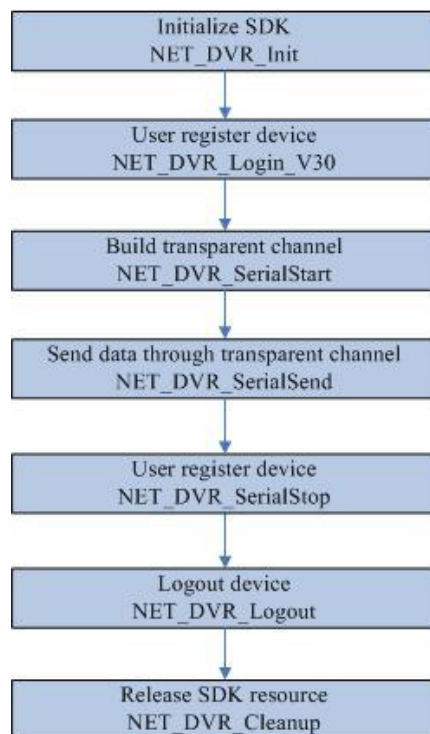 Initialize SDK
NET_DVR_Init
User register device
NET_DVR_Login_V30
Build transparent channel
NET_DVR_SerialStart
Send data through transparent channel
NET_DVR_SerialSend
User register device
NET_DVR_SerialStop
Logout device
NET_DVR_Logout
Release SDK resource
NET_DVR_Cleanup